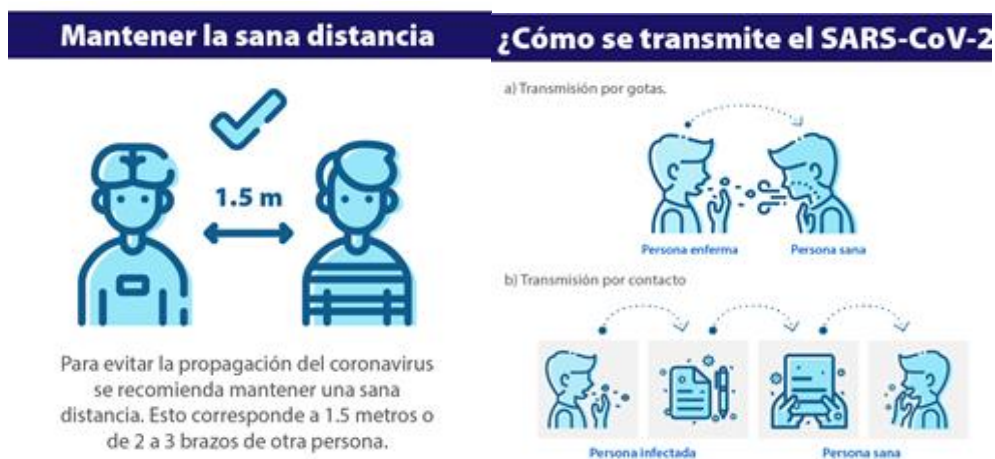 Mantener la sana distancia
1.5 m
Para evitar la propagación del coronavirus
se recomienda mantener una sana
distancia. Esto corresponde a 1.5 metros o
de 2 a 3 brazos de otra persona.
¿Cómo se transmite el SARS-CoV-2
a) Transmisión por gotas.
Persona enferma
Persona sana
b) Transmisión por contacto
Persona infectada
Persona sana